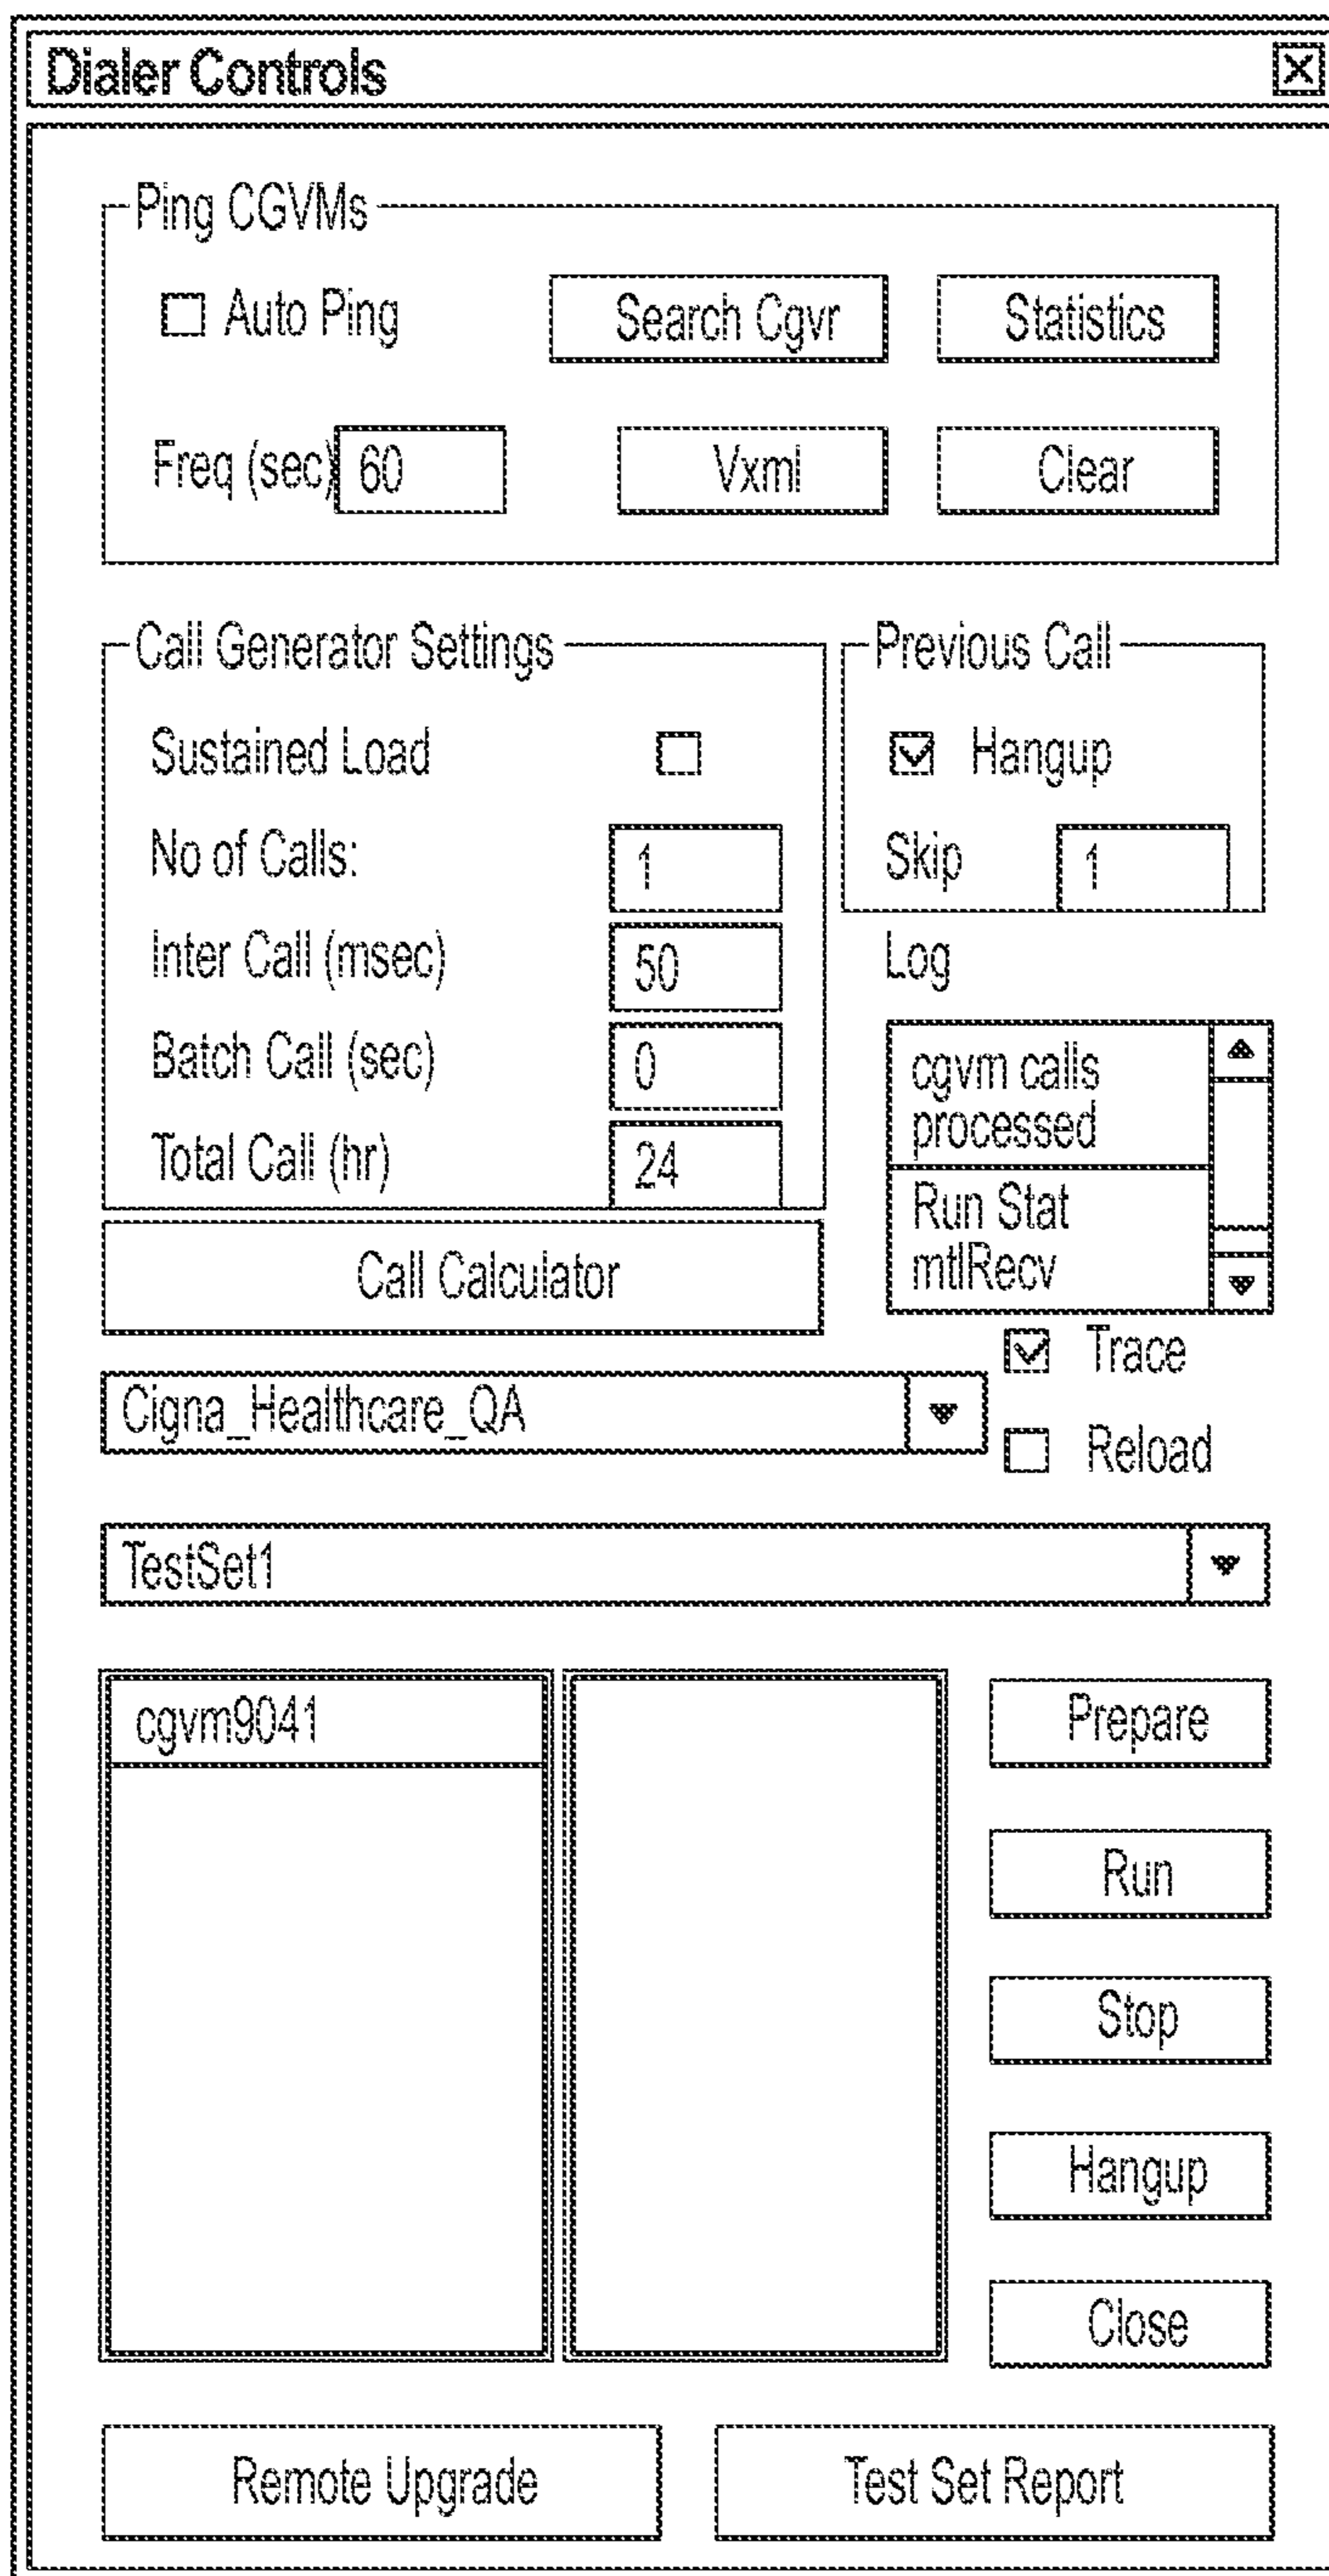 Dialer Controls
Ping CGVMs
Auto Ping
Search Cgvr
Statistics
Freq (sec) 60
Vxml
Clear
Call Generator Settings
Sustained Load
No of Calls: 1
Inter Call (msec) 50
Batch Call (sec) 0
Total Call (hr) 24
Call Calculator
Previous Call
Hangup
Skip 1
Log
cgvm calls
processed
Run Stat
mtlRecv
Trace
Cigna_Healthcare_QA
Reload
TestSet1
cgvm9041
Prepare
Run
Stop
Hangup
Close
Remote Upgrade
Test Set Report